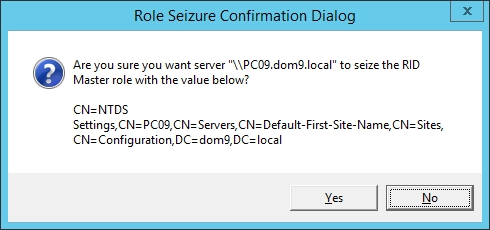 Role Seizure Confirmation Dialog
x
Are you sure you want server "\\PC09.dom9.local" to seize the RID
Master role with the value below?
CN=NTDS
Settings,CN=PC09,CN=Servers,CN=Default-First-Site-Name,CN=Sites,
CN=Configuration,DC=dom9,DC=local
Yes
No